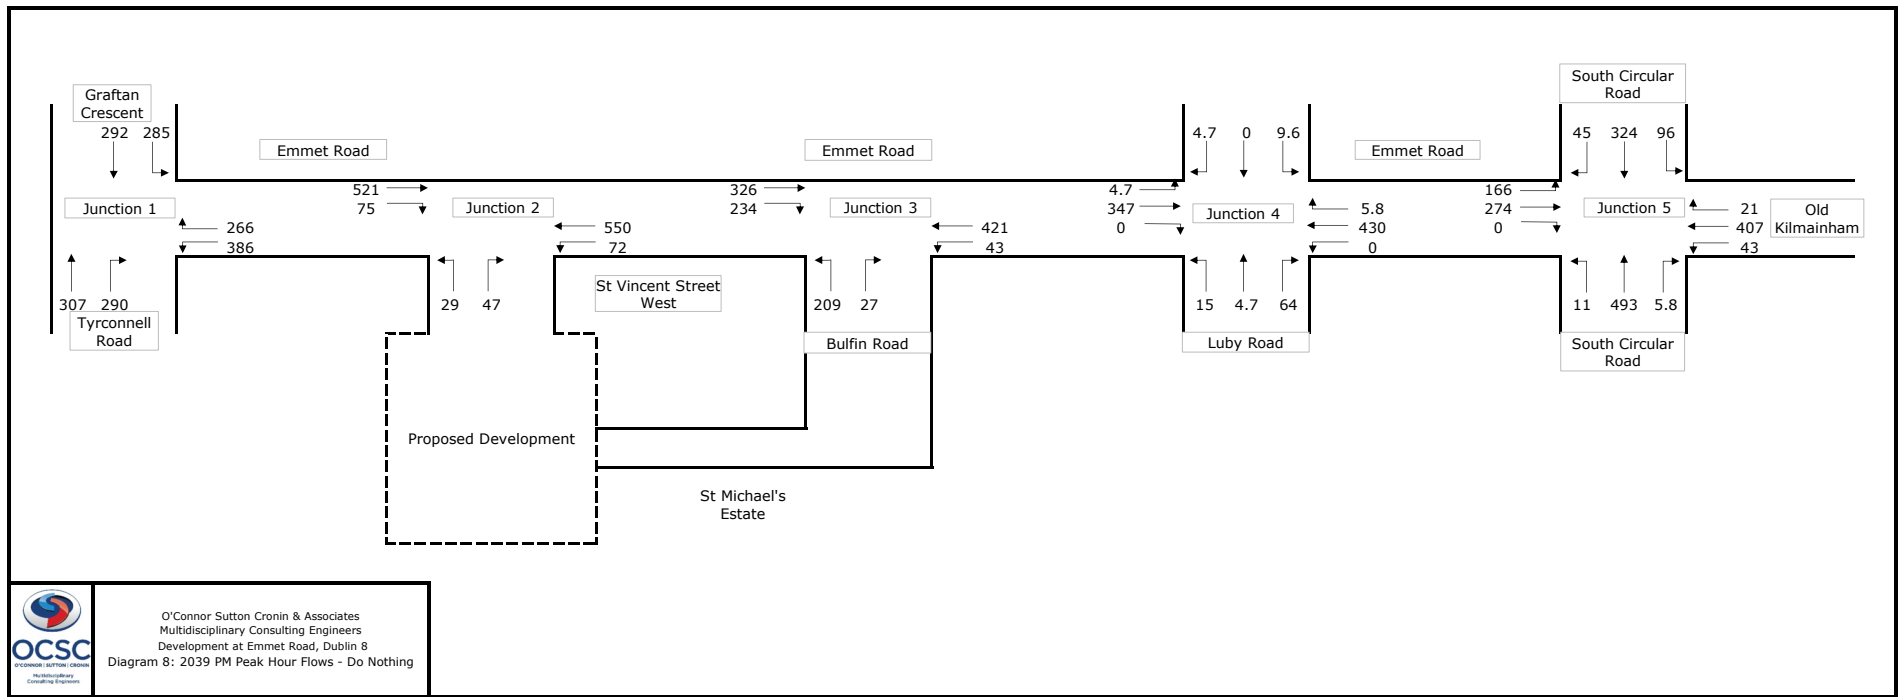 Graftan
Crescent
292 285
Emmet Road
Emmet Road
4.7 0 9.6
Emmet Road
South Circular
Road
45 324 96
Junction 1
521
75
Junction 2
326
234
Junction 3
4.7
347
0
Junction 4
166
274
0
Junction 5
21
407
43
Old
Kilmainham
266
386
550
72
421
43
5.8
430
0
307 290
Tyrconnell
Road
29 47
St Vincent Street
West
209 27
Bulfin Road
15 4.7 64
Luby Road
11 493 5.8
South Circular
Road
Proposed Development
St Michael's
Estate
OCSC
O'CONNOR | SUTTON | CRONIN
Multidisciplinary
Consulting Engineers
O'Connor Sutton Cronin & Associates
Multidisciplinary Consulting Engineers
Development at Emmet Road, Dublin 8
Diagram 8: 2039 PM Peak Hour Flows - Do Nothing